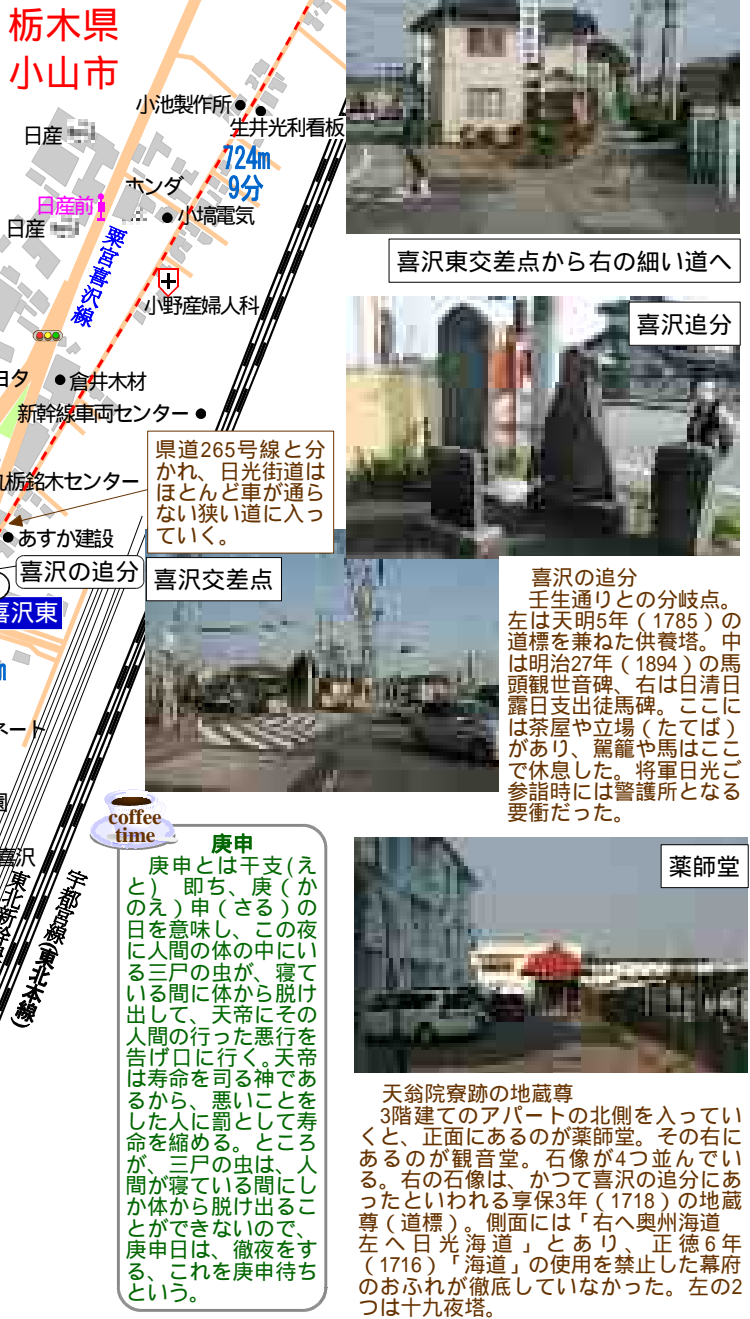 栃木県
小山市
小池製作所
生井光利看板
日産
724m
9分
ホンダ
日産前
日産
小塙電気
粟宮喜沢線
小野産婦人科
倉井木材
新幹線車両センター
栃銘木センター
県道265号線と分
かれ、日光街道は
ほとんど車が通ら
ない狭い道に入っ
ていく。
あすか建設
喜沢の追分
喜沢東
喜沢
東北新幹線
宇都宮線(東北本線)
喜沢東交差点から右の細い道へ
喜沢追分
喜沢交差点
喜沢の追分
壬生通りとの分岐点。
左は天明5年(1785)の
道標を兼ねた供養塔。中
は明治27年(1894)の馬
頭観世音碑、右は日清日
露日支出徒馬碑。ここに
は茶屋や立場(たてば)
があり、駕籠や馬はここ
で休息した。将軍日光ご
参詣時には警護所となる
要衝だった。
coffee
time
庚申
庚申とは干支(え
と) 即ち、庚(か
のえ)申(さる)の
日を意味し、この夜
に人間の体の中にい
る三尸の虫が、寝て
いる間に体から脱け
出して、天帝にその
人間の行った悪行を
告げ口に行く。天帝
は寿命を司る神であ
るから、悪いことを
した人に罰として寿
命を縮める。ところ
が、三尸の虫は、人
間が寝ている間にし
か体から脱け出るこ
とができないので、
庚申日は、徹夜をす
る、これを庚申待ち
という。
薬師堂
天翁院寮跡の地蔵尊
3階建てのアパートの北側を入ってい
くと、正面にあるのが薬師堂。その右に
あるのが観音堂。石像が4つ並んでい
る。右の石像は、かつて喜沢の追分に
あったといわれる享保3年(1718)の地蔵
尊(道標)。側面には「右へ奥州海道
左へ日光海道」とあり、正徳6年
(1716)「海道」の使用を禁止した幕府
のおふれが徹底していなかった。左の2
つは十九夜塔。